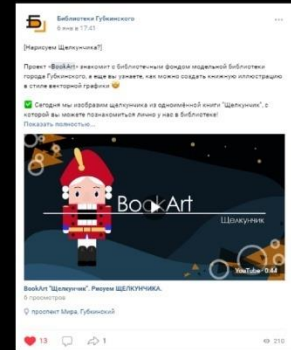 Библиотеки Губкинского
6 янв в 17:41
[Нарисуем Щелкунчика?]
Проект «BookArt» знакомит с библиотечным фондом модельной библиотеки
города Губкинского, а еще вы узнаете, как можно создать книжную иллюстрацию
в стиле векторной графики
Сегодня мы изобразим щелкунчика из одноимённой книги "Щелкунчик", с
которой вы можете познакомиться лично у нас в библиотеке!
Показать полностью...
BookArt
Щелкунчик
YouTube 0:44
BookArt "Щелкунчик". Рисуем ЩЕЛКУНЧИКА.
6 просмотров
проспект Мира, Губкинский
13
1
210